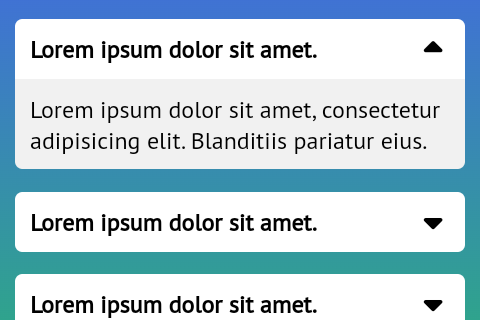 Lorem ipsum dolor sit amet.
Lorem ipsum dolor sit amet, consectetur
adipisicing elit. Blanditiis pariatur eius.
Lorem ipsum dolor sit amet.
Lorem ipsum dolor sit amet.